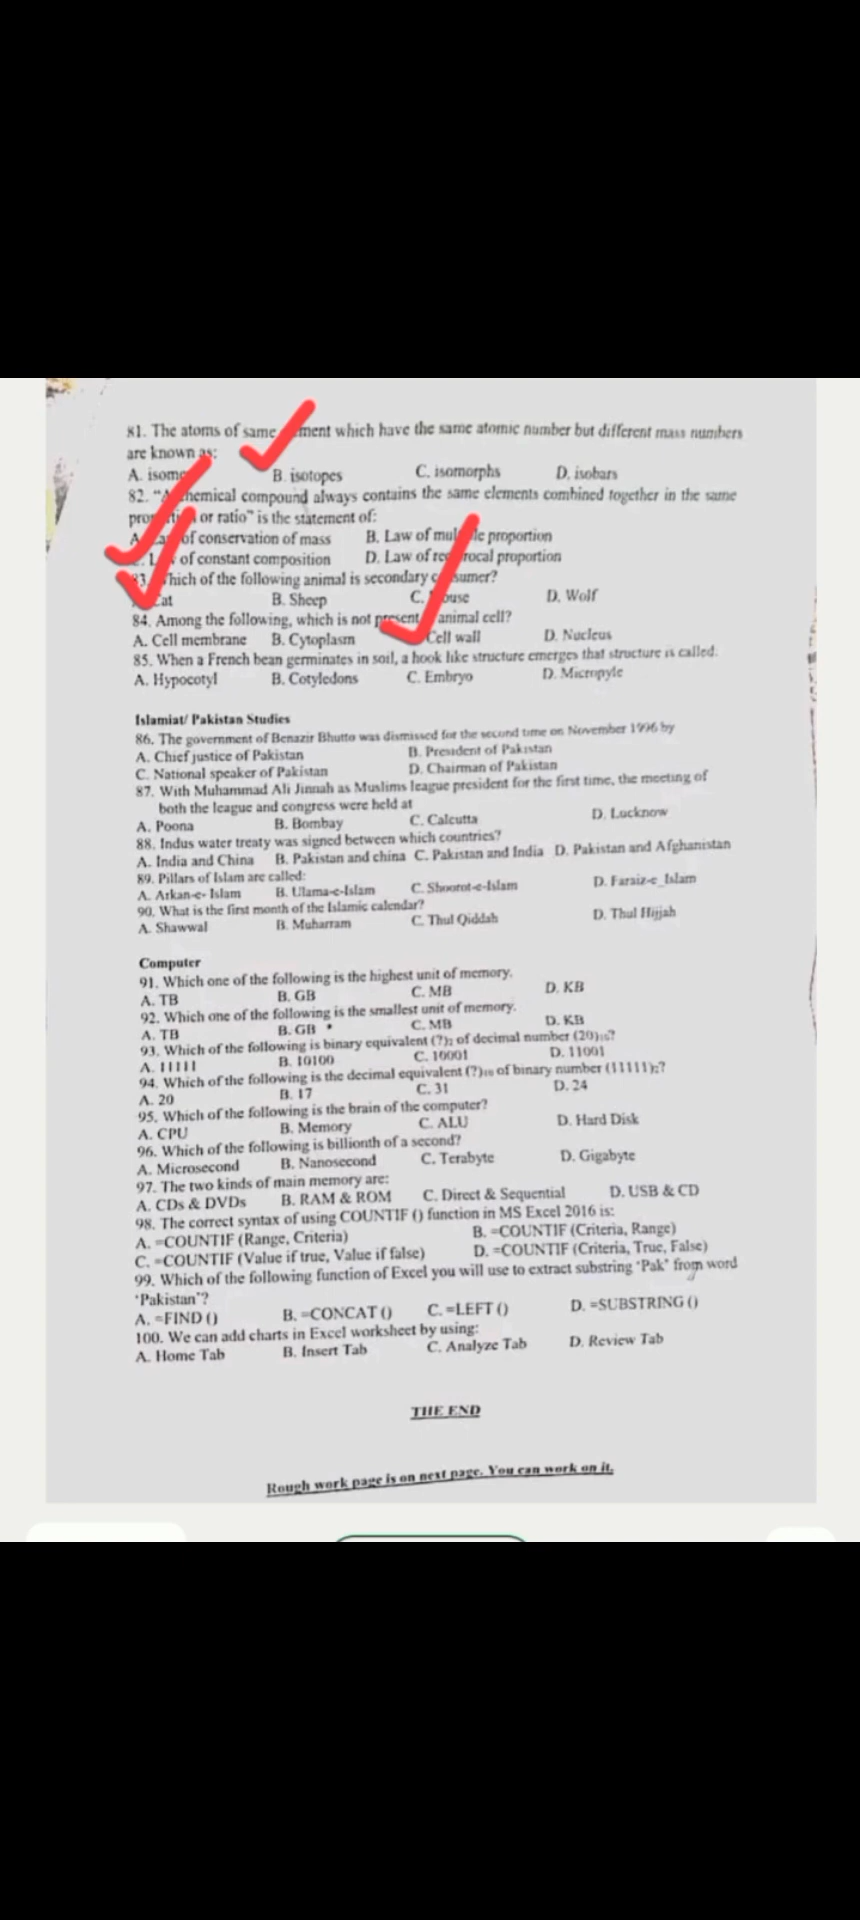 81. The atoms of same ment which have the same atomic number but different mass numbers
are known as:
A. isome B. isotopes C. isomorphs D. isobars
82. "A hemical compound always contains the same elements combined together in the same
or ratio" is the statement of:
of conservation of mass B. Law of le proportion
of constant composition D. Law of rocal proportion
hich of the following animal is secondary sumer?
at B. Sheep C. ouse D. Wolf
84. Among the following, which is not present animal cell?
A. Cell membrane B. Cytoplasm Cell wall D. Nucleus
85. When a French bean germinates in soil, a hook like structure emerges that structure is called.
A. Hypocotyl B. Cotyledons C. Embryo D. Micropyle
Islamiat/ Pakistan Studies
86. The government of Benazir Bhutto was dismissed for the second time on November 1996 by
A. Chief justice of Pakistan B. President of Pakistan
C. National speaker of Pakistan D. Chairman of Pakistan
87. With Muhammad Ali Jinnah as Muslims league president for the first time, the meeting of
both the league and congress were held at
A. Poona B. Bombay C. Calcutta D. Lucknow
88. Indus water treaty was signed between which countries?
A. India and China B. Pakistan and china C. Pakistan and India D. Pakistan and Afghanistan
89. Pillars of Islam are called:
A. Arkan-e- Islam B. Ulama-e-Islam C. Shoorot-e-Islam D. Faraiz-e_Islam
90. What is the first month of the Islamic calendar?
A. Shawwal B. Muharram C. Thul Qiddah D. Thul Hijjah
Computer
91. Which one of the following is the highest unit of memory.
A. TB B. GB C. MB D. KB
92. Which one of the following is the smallest unit of memory.
A. TB B. GB C. MB D. KB
93. Which of the following is binary equivalent (?)₂ of decimal number (20)₁₀?
A. 11111 B. 10100 C. 10001 D. 11001
94. Which of the following is the decimal equivalent (?)₁₀ of binary number (11111)₂?
A. 20 B. 17 C. 31 D. 24
95. Which of the following is the brain of the computer?
A. CPU B. Memory C. ALU D. Hard Disk
96. Which of the following is billionth of a second?
A. Microsecond B. Nanosecond C. Terabyte D. Gigabyte
97. The two kinds of main memory are:
A. CDs & DVDs B. RAM & ROM C. Direct & Sequential D. USB & CD
98. The correct syntax of using COUNTIF () function in MS Excel 2016 is:
A. =COUNTIF (Range, Criteria) B. =COUNTIF (Criteria, Range)
C. =COUNTIF (Value if true, Value if false) D. =COUNTIF (Criteria, True, False)
99. Which of the following function of Excel you will use to extract substring 'Pak' from word
'Pakistan'?
A. =FIND () B. =CONCAT () C. =LEFT () D. =SUBSTRING ()
100. We can add charts in Excel worksheet by using:
A. Home Tab B. Insert Tab C. Analyze Tab D. Review Tab
THE END
Rough work page is on next page. You can work on it.